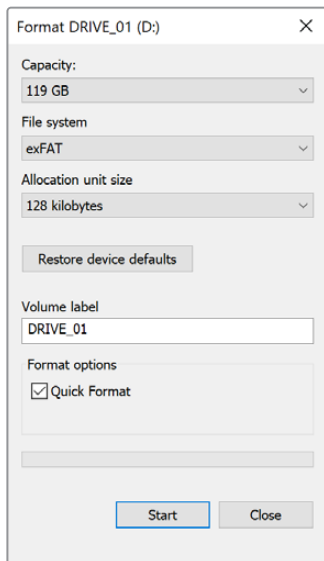 Format DRIVE_01 (D:)
Capacity:
119 GB
File system
exFAT
Allocation unit size
128 kilobytes
Restore device defaults
Volume label
DRIVE_01
Format options
Quick Format
Start Close